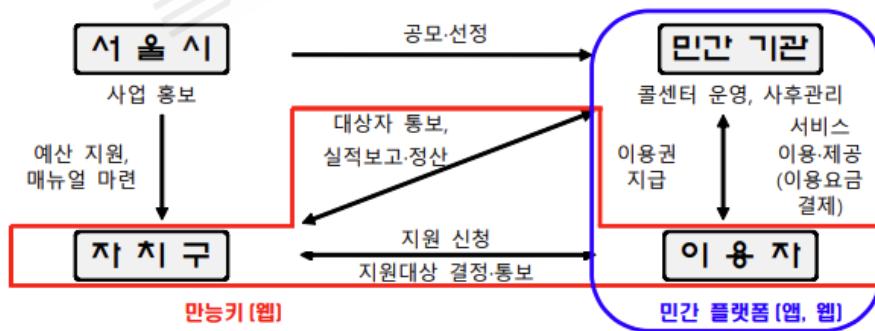 서 울 시
공모·선정
민간 기관
사업 홍보
콜센터 운영, 사후관리
대상자 통보,
실적보고·정산
예산 지원,
매뉴얼 마련
이용권
지급
서비스
이용·제공
(이용요금
결제)
자 치 구
지원 신청
지원대상 결정·통보
이 용 자
만능키 (웹)
민간 플랫폼 (앱, 웹)